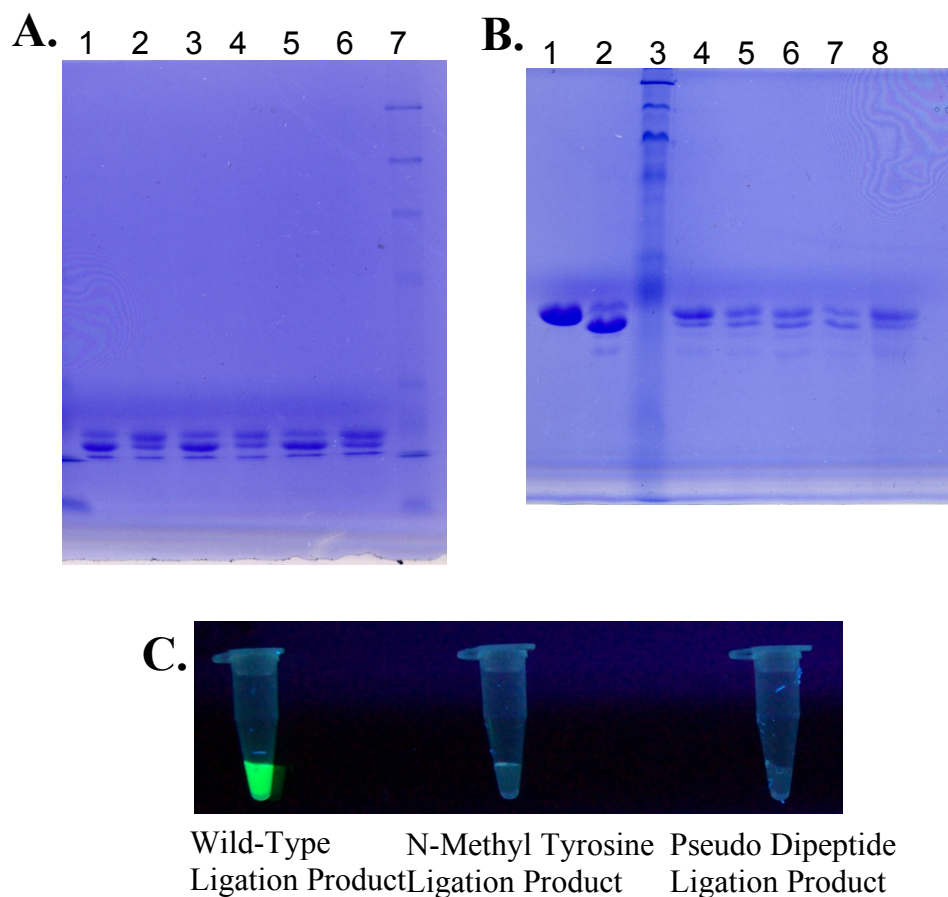 A.
1 2 3 4 5 6 7
B.
1 2 3 4 5 6 7 8
C.
Wild-Type
Ligation Product
N-Methyl Tyrosine
Ligation Product
Pseudo Dipeptide
Ligation Product